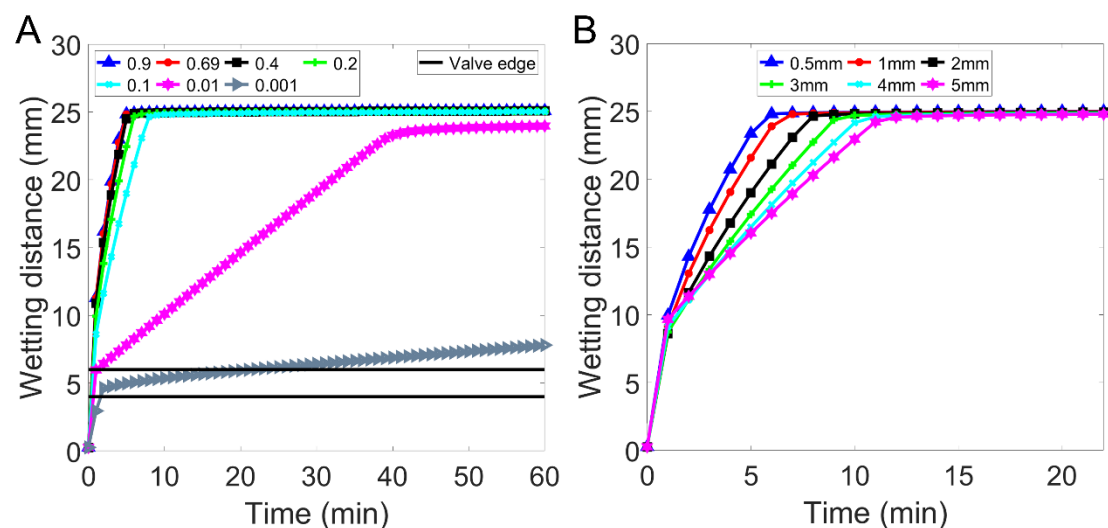 A
30
25
20
15
10
5
0
0 10 20 30 40 50 60
Wetting distance (mm)
Time (min)
0.9 0.69 0.4 0.2
0.1 0.01 0.001
Valve edge
B
30
25
20
15
10
5
0
0 5 10 15 20
Wetting distance (mm)
Time (min)
0.5mm 1mm 2mm
3mm 4mm 5mm